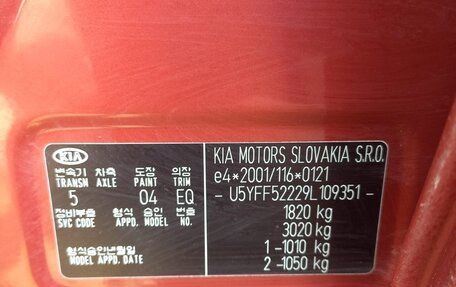 KIA
변속기 차축 도장 의장
TRANSM AXLE PAINT TRIM
5 04 EQ
정비부호 형식 승인 번호
SVC CODE APPD. MODEL NO.
형식승인년월일
MODEL APPD. DATE
KIA MOTORS SLOVAKIA S.R.O.
e4*2001/116*0121
- U5YFF52229L109351 -
1820 kg
3020 kg
1 -1010 kg
2 -1050 kg